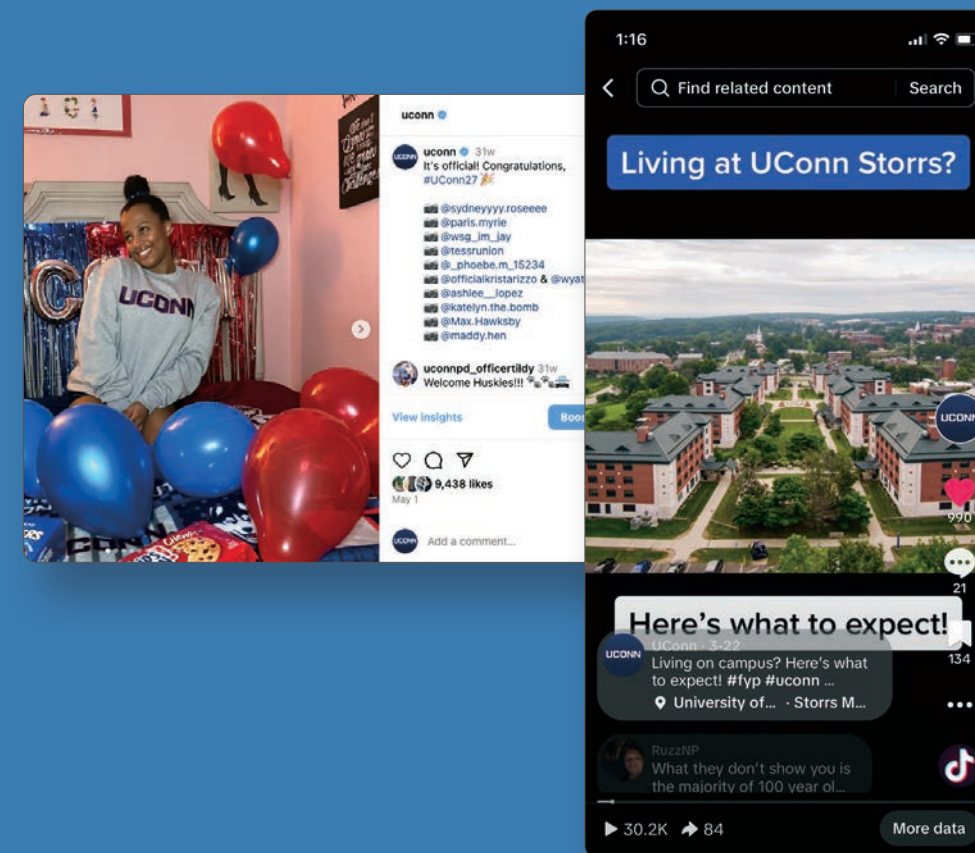 UCONN
uconn
uconn 31w
It's official! Congratulations,
#UConn27 🎉
@sydneyyyy.roseeee
@paris.myrie
@wsg_im_jay
@tessrunion
@_phoebe.m_15234
@officialkristarizzo & @wyat
@ashlee__lopez
@katelyn.the.bomb
@Max.Hawksby
@maddy.hen
uconnpd_officertildy 31w
Welcome Huskies!!! 🐾🐾🚓
View insights
Boos
9,438 likes
May 1
Add a comment...
1:16
Find related content
Search
Living at UConn Storrs?
UCONN
990
21
Here's what to expect!
134
UCONN
UConn · 3-22
Living on campus? Here's what
to expect! #fyp #uconn ...
University of... · Storrs M...
RuzzNP
What they don't show you is
the majority of 100 year ol...
30.2K
84
More data